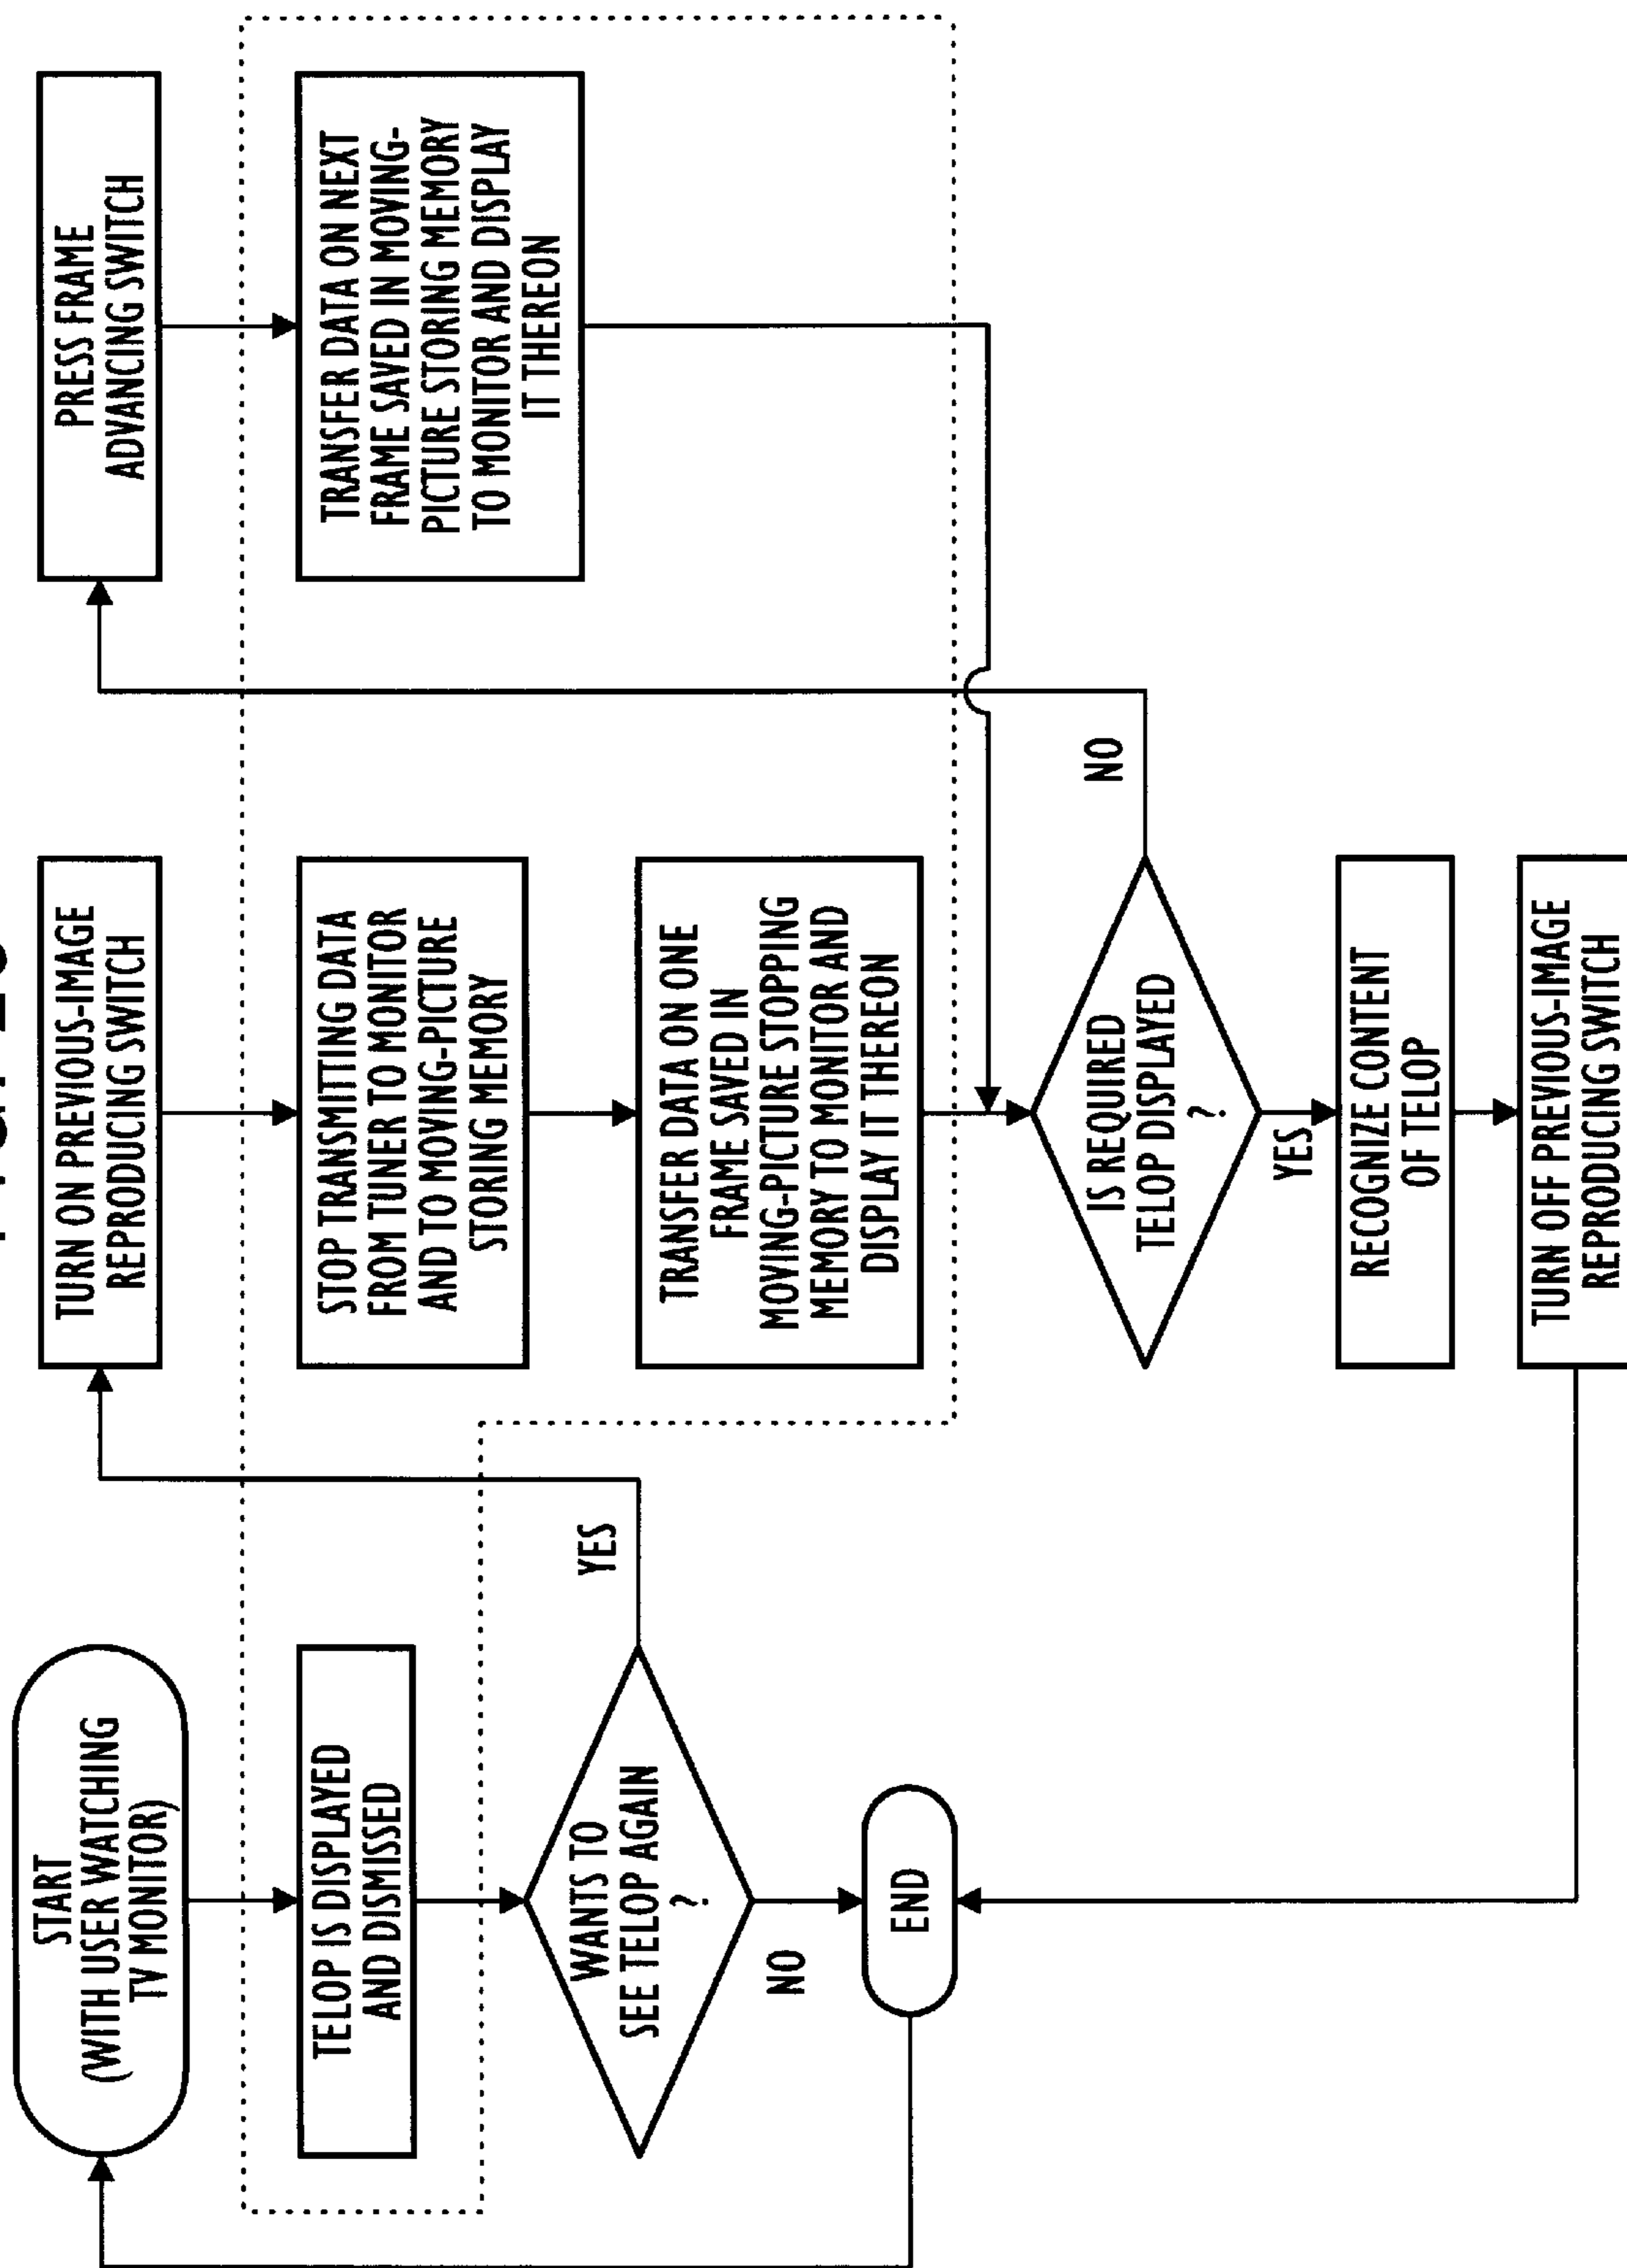 START
(WITH USER WATCHING
TV MONITOR)
TELOP IS DISPLAYED
AND DISMISSED
WANTS TO
SEE TELOP AGAIN
?
YES
NO
END
TURN ON PREVIOUS-IMAGE
REPRODUCING SWITCH
STOP TRANSMITTING DATA
FROM TUNER TO MONITOR
AND TO MOVING-PICTURE
STORING MEMORY
TRANSFER DATA ON ONE
FRAME SAVED IN
MOVING-PICTURE STOPPING
MEMORY TO MONITOR AND
DISPLAY IT THEREON
IS REQUIRED
TELOP DISPLAYED
?
NO
YES
RECOGNIZE CONTENT
OF TELOP
TURN OFF PREVIOUS-IMAGE
REPRODUCING SWITCH
PRESS FRAME
ADVANCING SWITCH
TRANSFER DATA ON NEXT
FRAME SAVED IN MOVING-
PICTURE STORING MEMORY
TO MONITOR AND DISPLAY
IT THEREON